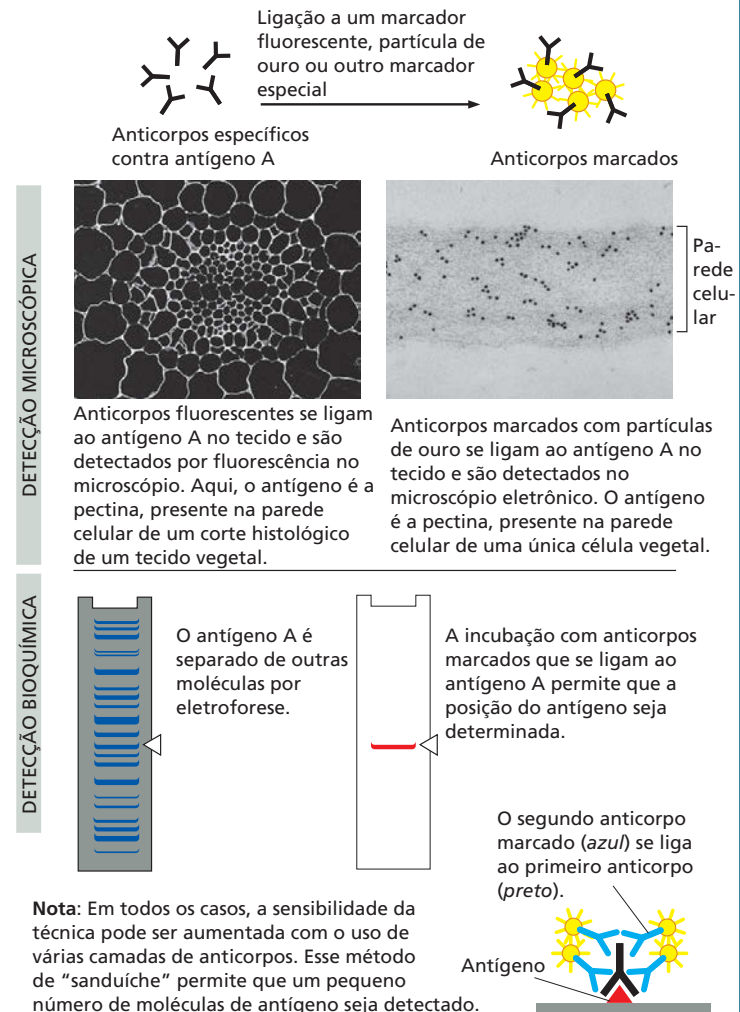 Ligação a um marcador
fluorescente, partícula de
ouro ou outro marcador
especial
Anticorpos específicos
contra antígeno A
Anticorpos marcados
DETECÇÃO MICROSCÓPICA
Pa-
rede
celu-
lar
Anticorpos fluorescentes se ligam
ao antígeno A no tecido e são
detectados por fluorescência no
microscópio. Aqui, o antígeno é a
pectina, presente na parede
celular de um corte histológico
de um tecido vegetal.
Anticorpos marcados com partículas
de ouro se ligam ao antígeno A no
tecido e são detectados no
microscópio eletrônico. O antígeno
é a pectina, presente na parede
celular de uma única célula vegetal.
DETECÇÃO BIOQUÍMICA
O antígeno A é
separado de outras
moléculas por
eletroforese.
A incubação com anticorpos
marcados que se ligam ao
antígeno A permite que a
posição do antígeno seja
determinada.
O segundo anticorpo
marcado (azul) se liga
ao primeiro anticorpo
(preto).
Antígeno
Nota: Em todos os casos, a sensibilidade da
técnica pode ser aumentada com o uso de
várias camadas de anticorpos. Esse método
de “sanduíche” permite que um pequeno
número de moléculas de antígeno seja detectado.